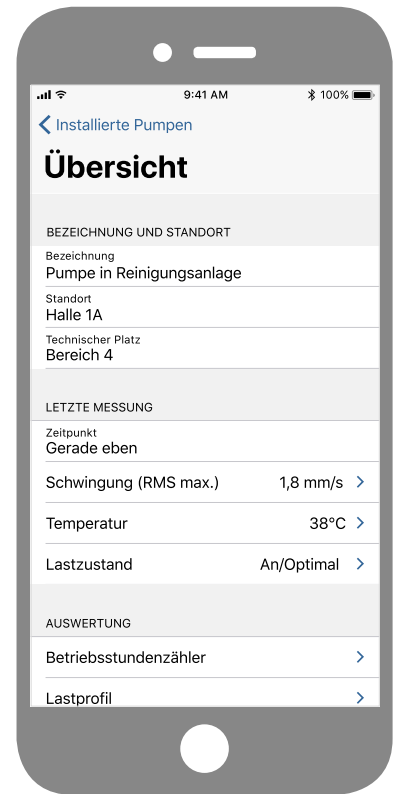 9:41 AM 100%
Installierte Pumpen
Übersicht
BEZEICHNUNG UND STANDORT
Bezeichnung
Pumpe in Reinigungsanlage
Standort
Halle 1A
Technischer Platz
Bereich 4
LETZTE MESSUNG
Zeitpunkt
Gerade eben
Schwingung (RMS max.) 1,8 mm/s
Temperatur 38°C
Lastzustand An/Optimal
AUSWERTUNG
Betriebsstundenzähler
Lastprofil